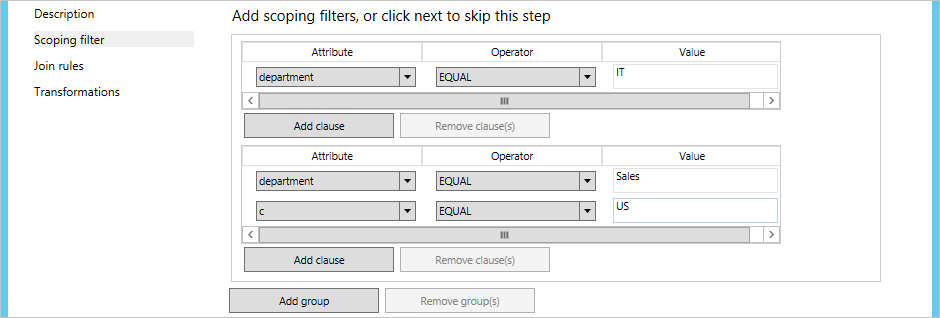 Description
Scoping filter
Join rules
Transformations
Add scoping filters, or click next to skip this step
Attribute Operator Value
department EQUAL IT
Add clause Remove clause(s)
Attribute Operator Value
department EQUAL Sales
c EQUAL US
Add clause Remove clause(s)
Add group Remove group(s)